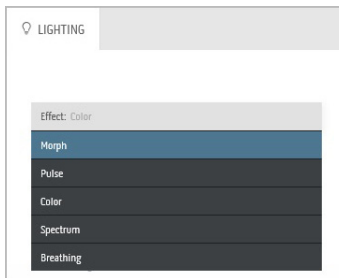 LIGHTING
Effect: Color
Morph
Pulse
Color
Spectrum
Breathing